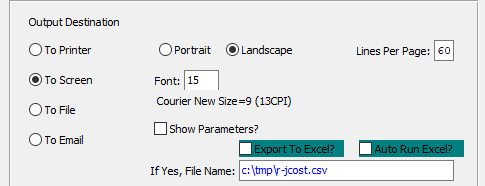 Output Destination
To Printer Portrait Landscape Lines Per Page: 60
To Screen Font: 15
Courier New Size=9 (13CPI)
To File
Show Parameters?
To Email
Export To Excel? Auto Run Excel?
If Yes, File Name: c:\tmp\r-jcost.csv